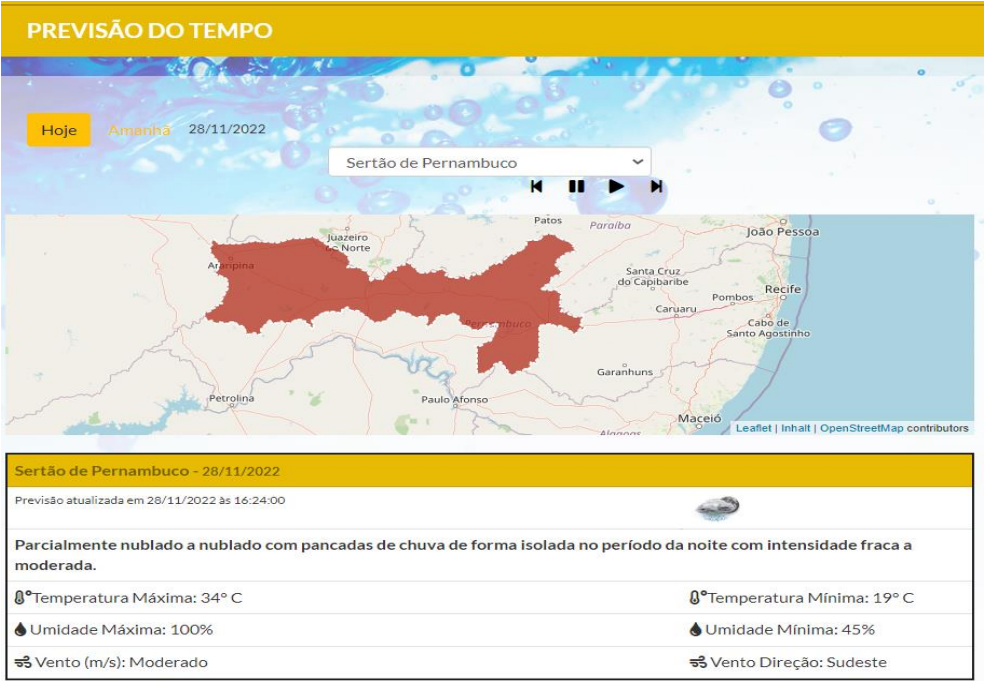 PREVISÃO DO TEMPO
Hoje Amanhã 28/11/2022
Sertão de Pernambuco
Patos
Paraíba
João Pessoa
Juazeiro
do Norte
Araripina
Santa Cruz
do Capibaribe
Pombos
Recife
Caruaru
Pernambuco
Cabo de
Santo Agostinho
Garanhuns
Petrolina
Paulo Afonso
Maceió
Alagoas
Leaflet | Inhalt | OpenStreetMap contributors
Sertão de Pernambuco - 28/11/2022
Previsão atualizada em 28/11/2022 às 16:24:00
Parcialmente nublado a nublado com pancadas de chuva de forma isolada no período da noite com intensidade fraca a
moderada.
Temperatura Máxima: 34° C Temperatura Mínima: 19° C
Umidade Máxima: 100% Umidade Mínima: 45%
Vento (m/s): Moderado Vento Direção: Sudeste